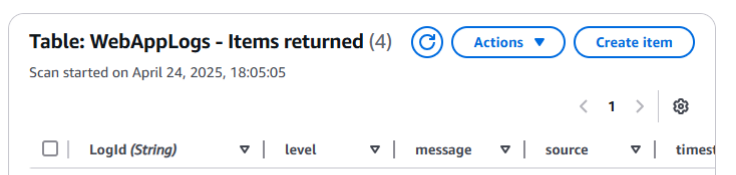 Table: WebAppLogs - Items returned (4) Actions Create item
Scan started on April 24, 2025, 18:05:05
1
LogId (String) level message source timest